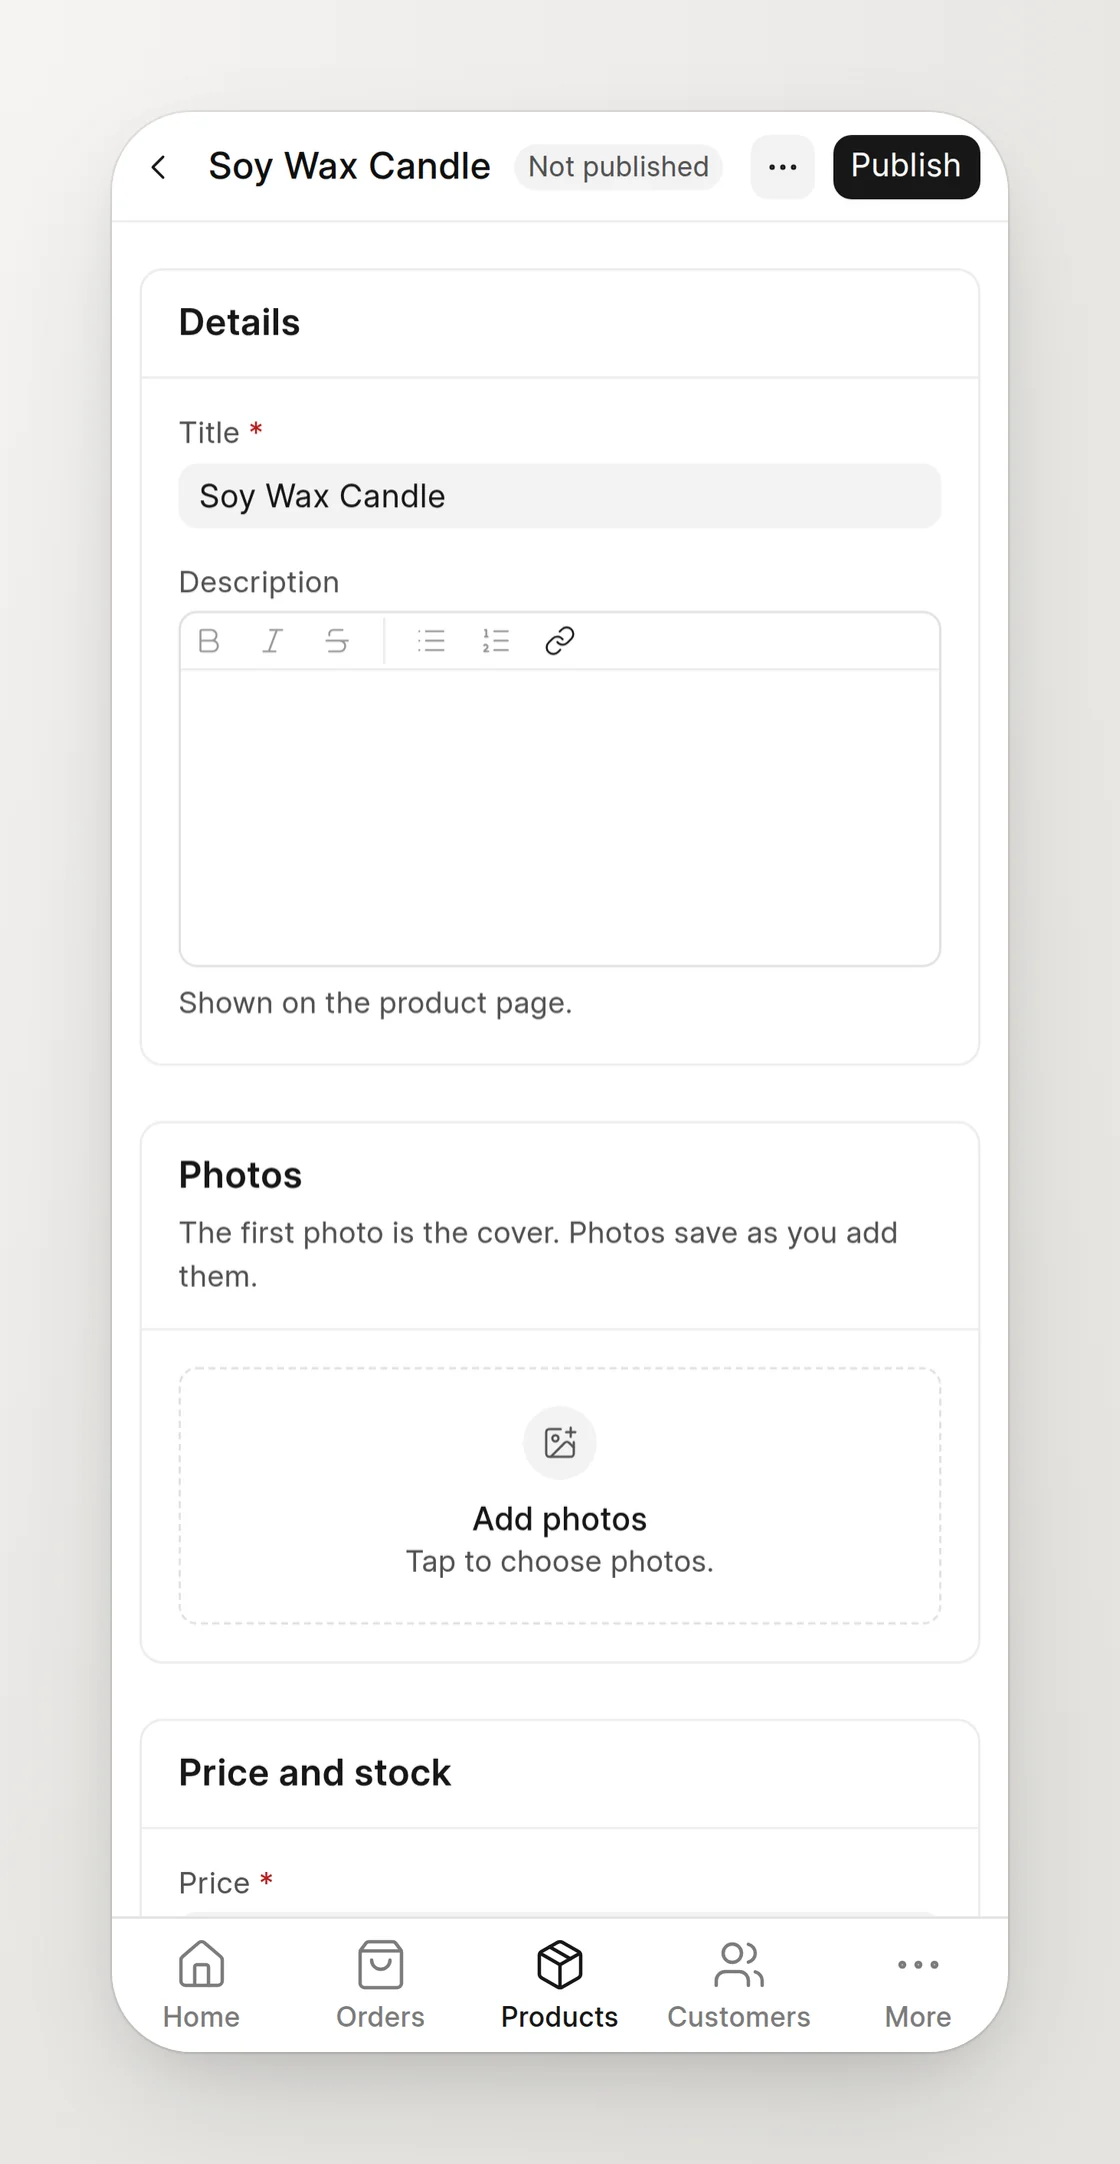 Soy Wax Candle
Not published
Publish
Details
Title *
Soy Wax Candle
Description
Shown on the product page.
Photos
The first photo is the cover. Photos save as you add
them.
Add photos
Tap to choose photos.
Price and stock
Price *
Home
Orders
Products
Customers
More